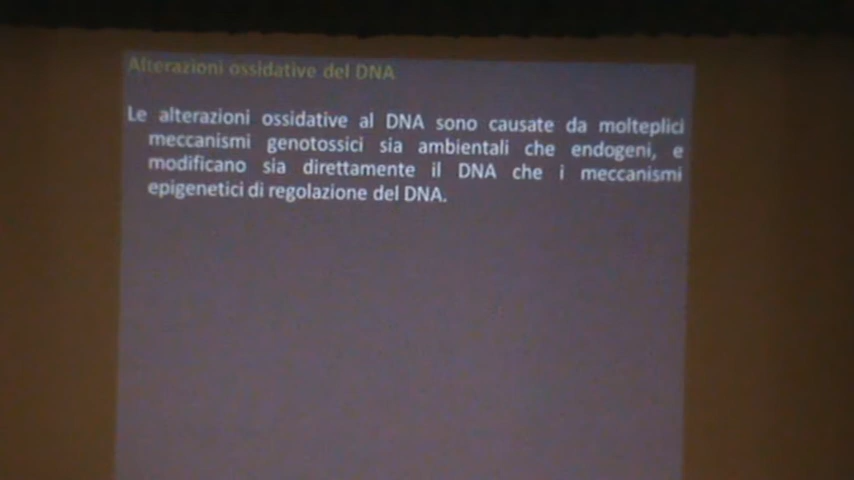 Alterazioni ossidative del DNA
Le alterazioni ossidative al DNA sono causate da molteplici
meccanismi genotossici sia ambientali che endogeni, e
modificano sia direttamente il DNA che i meccanismi
epigenetici di regolazione del DNA.